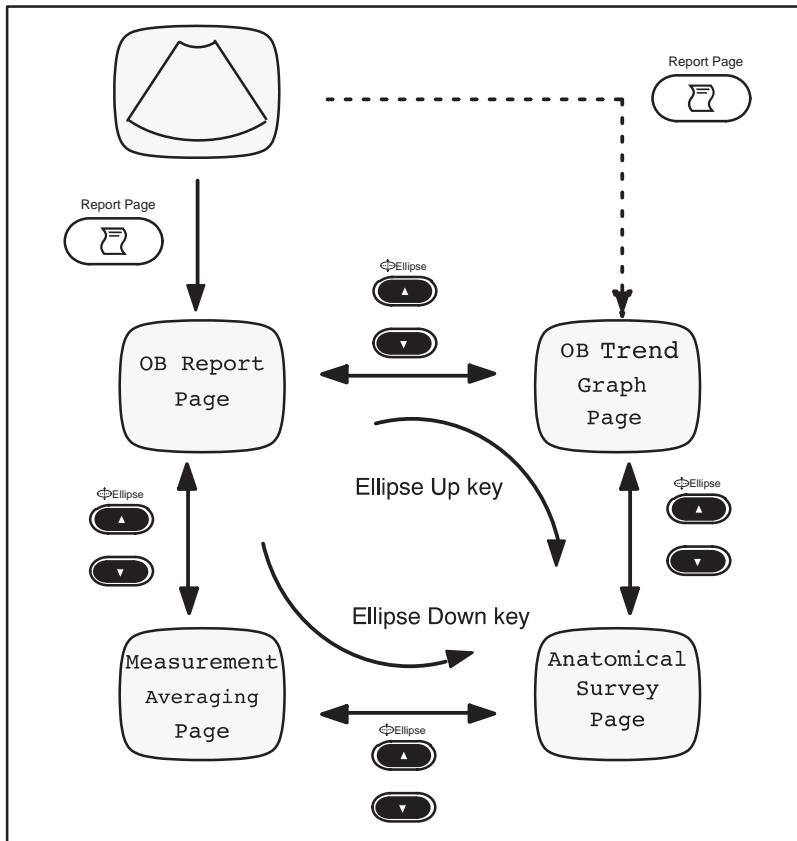 Report Page
Report Page
Ellipse
OB Report
Page
OB Trend
Graph
Page
Ellipse Up key
Ellipse
Ellipse
Ellipse Down key
Measurement
Averaging
Page
Anatomical
Survey
Page
Ellipse